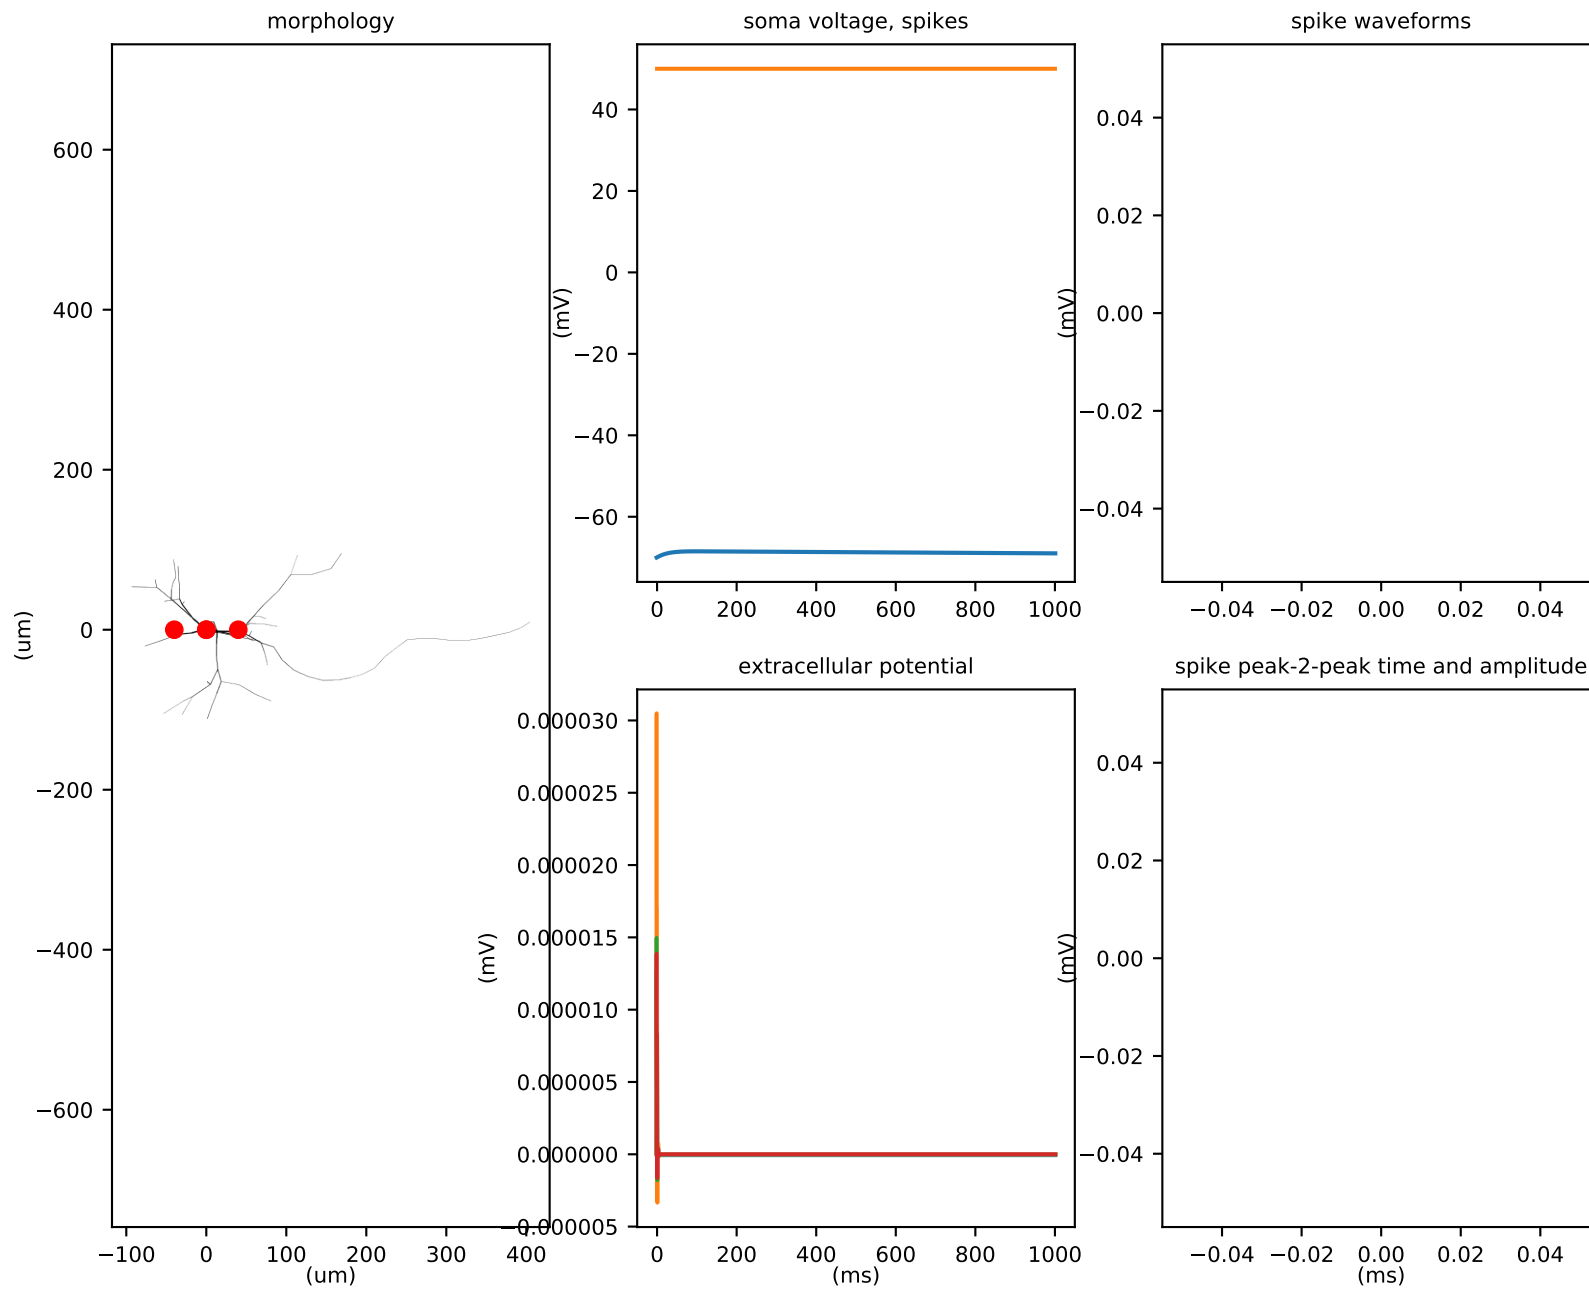 morphology
600
400
200
0
−200
−400
−600
(um)
−100 0 100 200 300 400
(um)
soma voltage, spikes
40
20
0
−20
−40
−60
(mV)
0 200 400 600 800 1000
spike waveforms
0.04
0.02
0.00
−0.02
−0.04
(mV)
−0.04 −0.02 0.00 0.02 0.04
extracellular potential
0.000030
0.000025
0.000020
0.000015
0.000010
0.000005
0.000000
−0.000005
(mV)
0 200 400 600 800 1000
(ms)
spike peak-2-peak time and amplitude
0.04
0.02
0.00
−0.02
−0.04
(mV)
−0.04 −0.02 0.00 0.02 0.04
(ms)